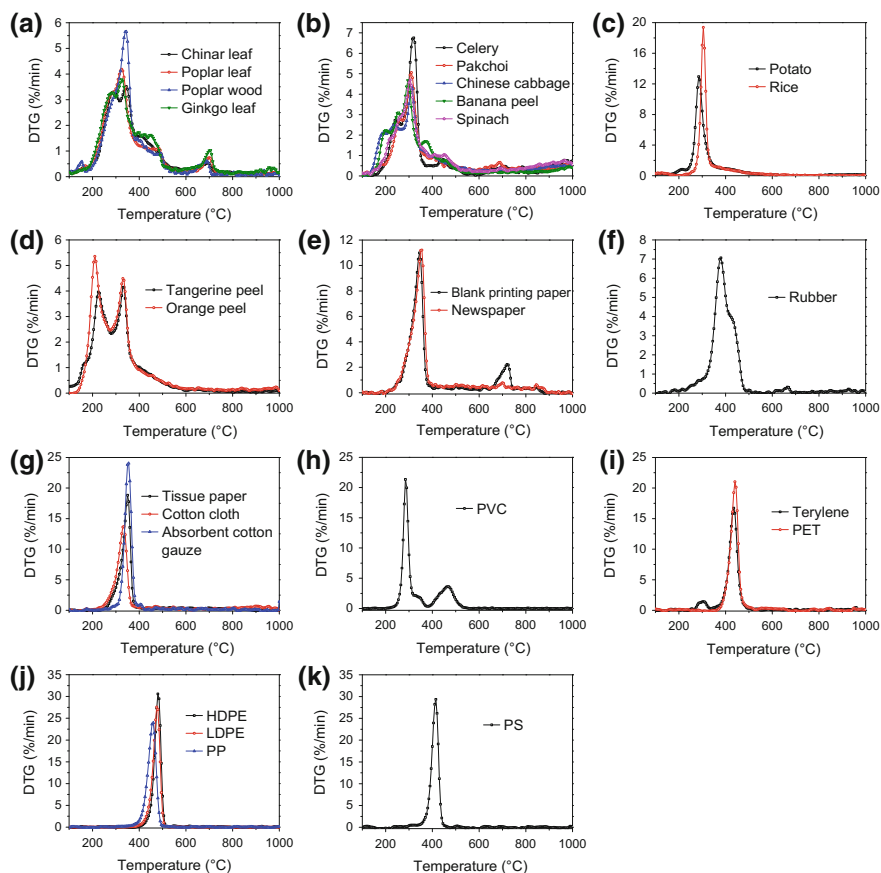 (a)
6
5
4
3
2
1
0
DTG (%/min)
Chinar leaf
Poplar leaf
Poplar wood
Ginkgo leaf
200 400 600 800 1000
Temperature (°C)
(b)
7
6
5
4
3
2
1
0
DTG (%/min)
Celery
Pakchoi
Chinese cabbage
Banana peel
Spinach
200 400 600 800 1000
Temperature (°C)
(c)
20
15
10
5
0
DTG (%/min)
Potato
Rice
200 400 600 800 1000
Temperature (°C)
(d)
6
5
4
3
2
1
0
DTG (%/min)
Tangerine peel
Orange peel
200 400 600 800 1000
Temperature (°C)
(e)
12
10
8
6
4
2
0
DTG (%/min)
Blank printing paper
Newspaper
200 400 600 800 1000
Temperature (°C)
(f)
8
7
6
5
4
3
2
1
0
DTG (%/min)
Rubber
200 400 600 800 1000
Temperature (°C)
(g)
25
20
15
10
5
0
DTG (%/min)
Tissue paper
Cotton cloth
Absorbent cotton
gauze
200 400 600 800 1000
Temperature (°C)
(h)
25
20
15
10
5
0
DTG (%/min)
PVC
200 400 600 800 1000
Temperature (°C)
(i)
25
20
15
10
5
0
DTG (%/min)
Terylene
PET
200 400 600 800 1000
Temperature (°C)
(j)
35
30
25
20
15
10
5
0
DTG (%/min)
HDPE
LDPE
PP
200 400 600 800 1000
Temperature (°C)
(k)
35
30
25
20
15
10
5
0
DTG (%/min)
PS
200 400 600 800 1000
Temperature (°C)